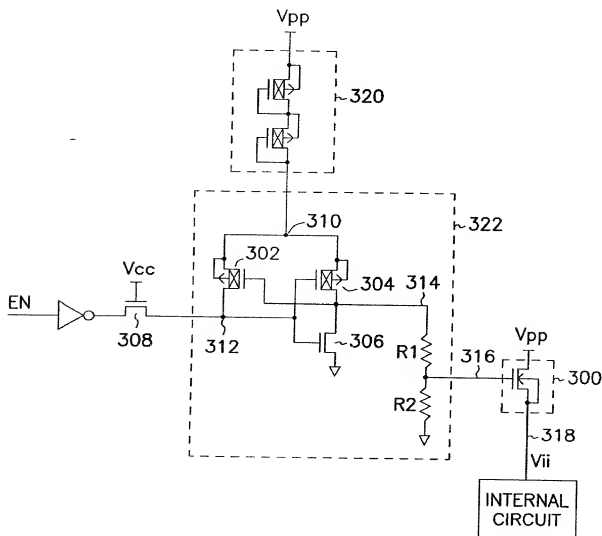 Vpp
320
310
322
302
Vcc
304
314
EN
308
312
306
Vpp
R1
316
300
R2
318
Vii
INTERNAL
CIRCUIT